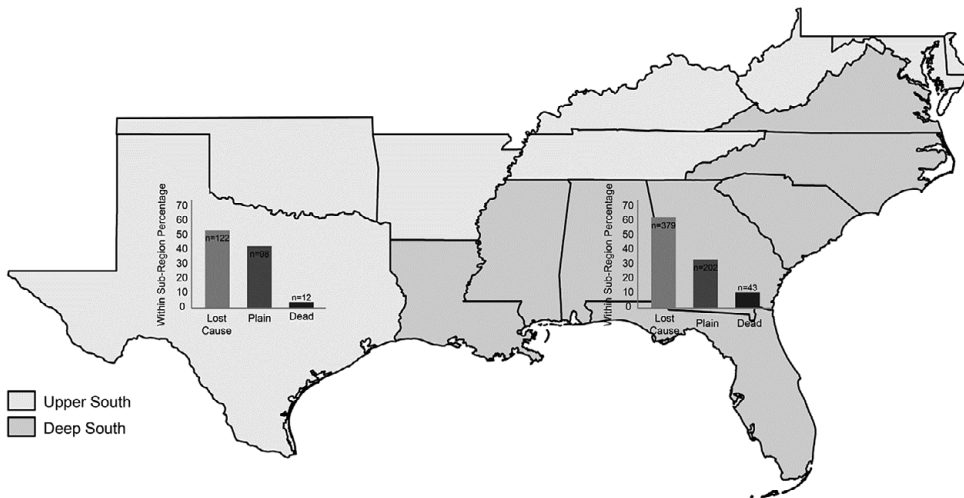 Within Sub-Region Percentage
70
60
50
40
30
20
10
0
n=122
n=98
n=12
Lost
Cause
Plain
Dead
Within Sub-Region Percentage
70
60
50
40
30
20
10
0
n=379
n=202
n=43
Lost
Cause
Plain
Dead
Upper South
Deep South